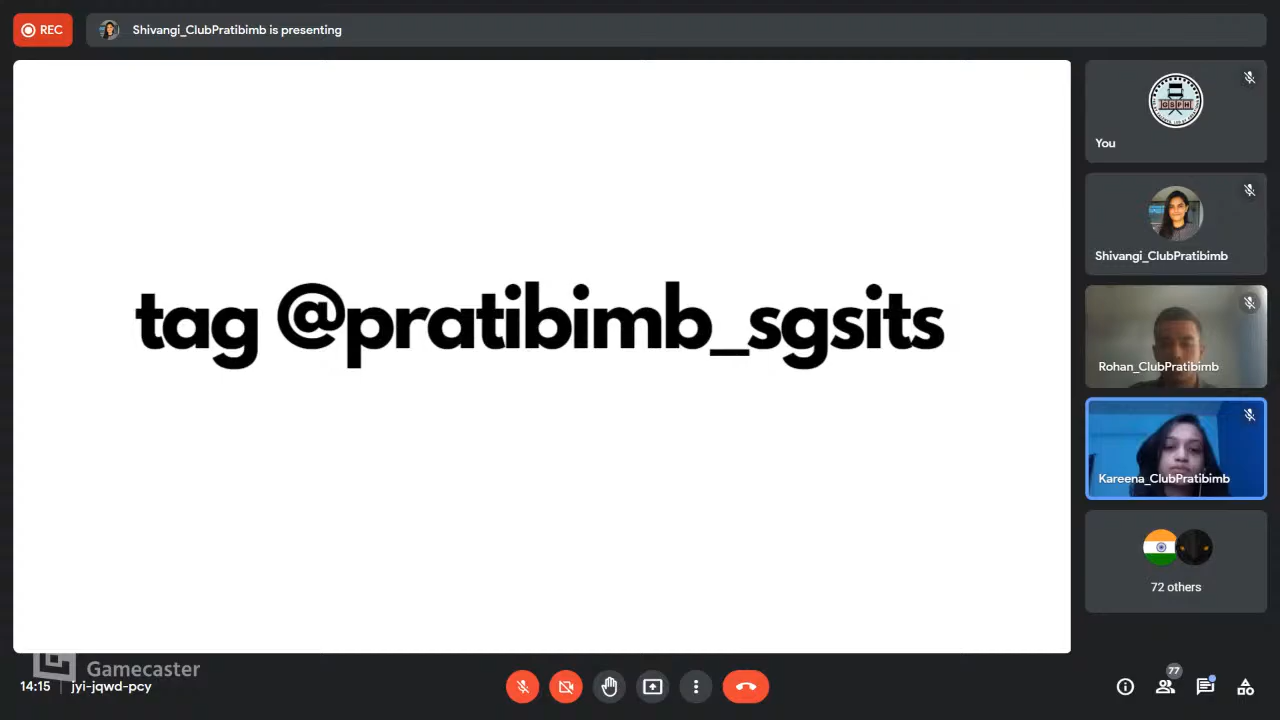 REC
Shivangi_ClubPratibimb is presenting
tag @pratibimb_sgsits
GSPH
You
Shivangi_ClubPratibimb
Rohan_ClubPratibimb
Kareena_ClubPratibimb
72 others
Gamecaster
14:15 | jyi-jqwd-pcy
77